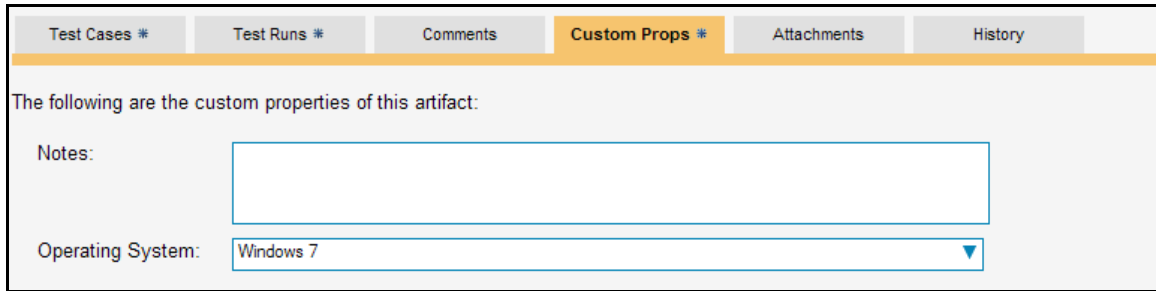 Test Cases * Test Runs * Comments Custom Props * Attachments History
The following are the custom properties of this artifact:
Notes:
Operating System: Windows 7